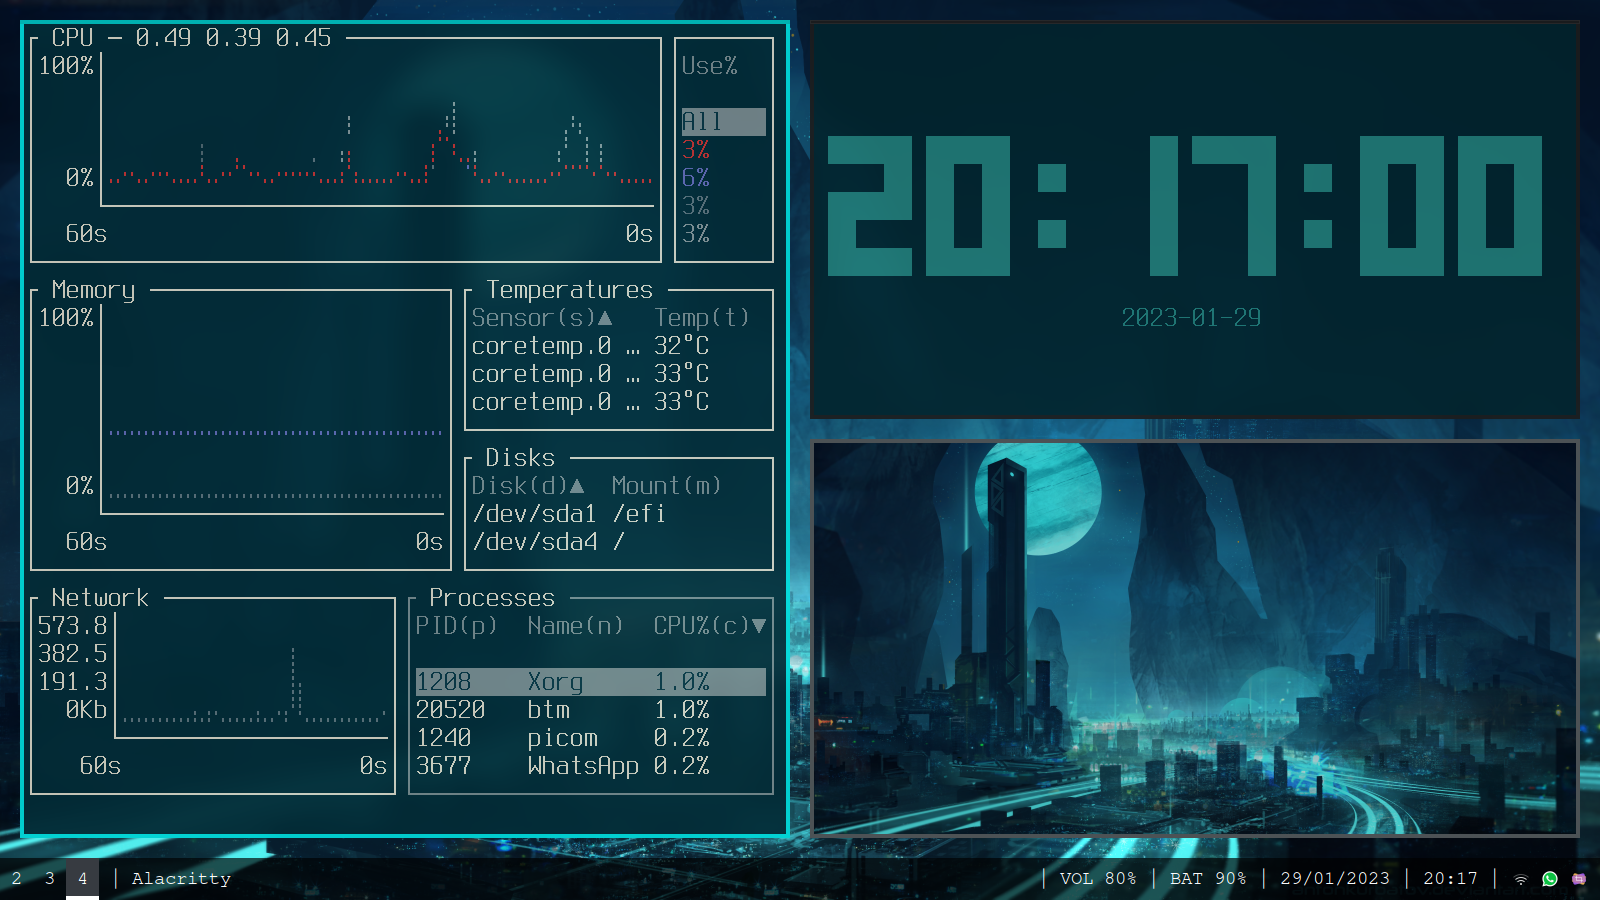 CPU — 0.49 0.39 0.45
100%
0%
60s 0s
Use%
All
3%
6%
3%
3%
Memory
100%
0%
60s 0s
Temperatures
Sensor(s)▲ Temp(t)
coretemp.0 … 32°C
coretemp.0 … 33°C
coretemp.0 … 33°C
Disks
Disk(d)▲ Mount(m)
/dev/sda1 /efi
/dev/sda4 /
Network
573.8
382.5
191.3
0Kb
60s 0s
Processes
PID(p) Name(n) CPU%(c)▼
1208 Xorg 1.0%
20520 btm 1.0%
1240 picom 0.2%
3677 WhatsApp 0.2%
20:17:00
2023-01-29
2 3 4 | Alacritty | VOL 80% | BAT 90% | 29/01/2023 | 20:17 |